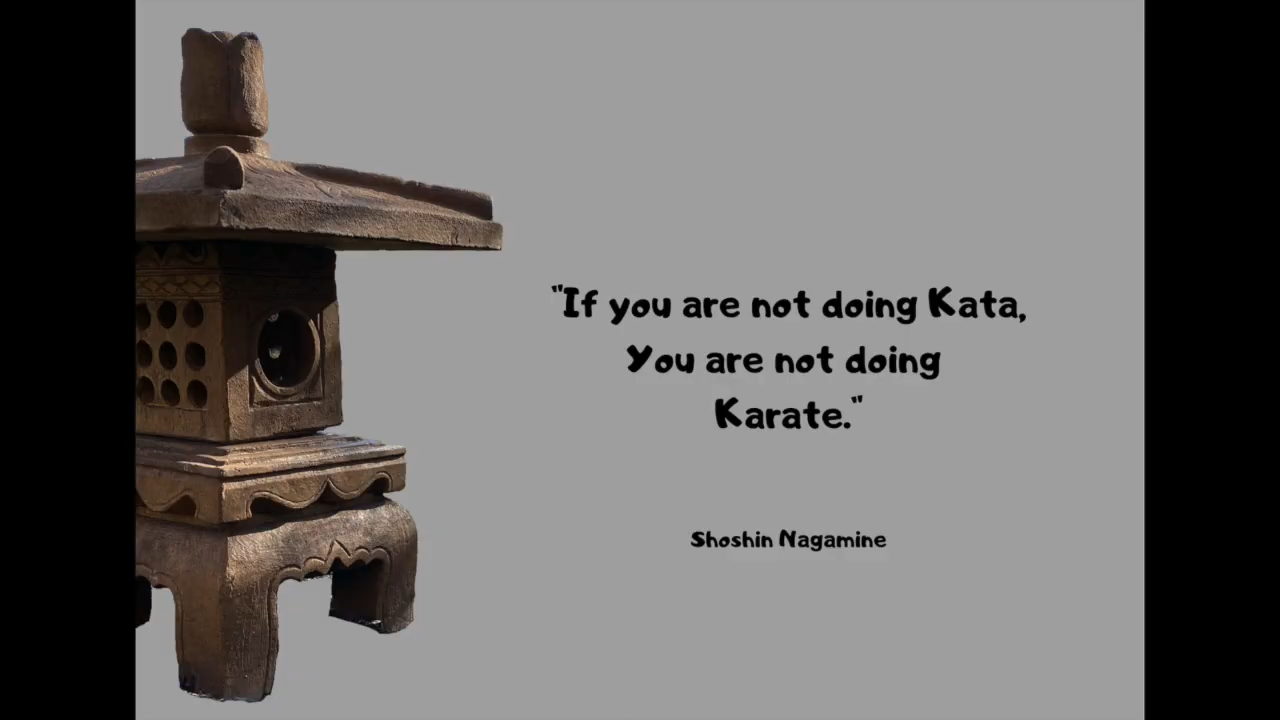 "If you are not doing Kata,
You are not doing
Karate."
Shoshin Nagamine